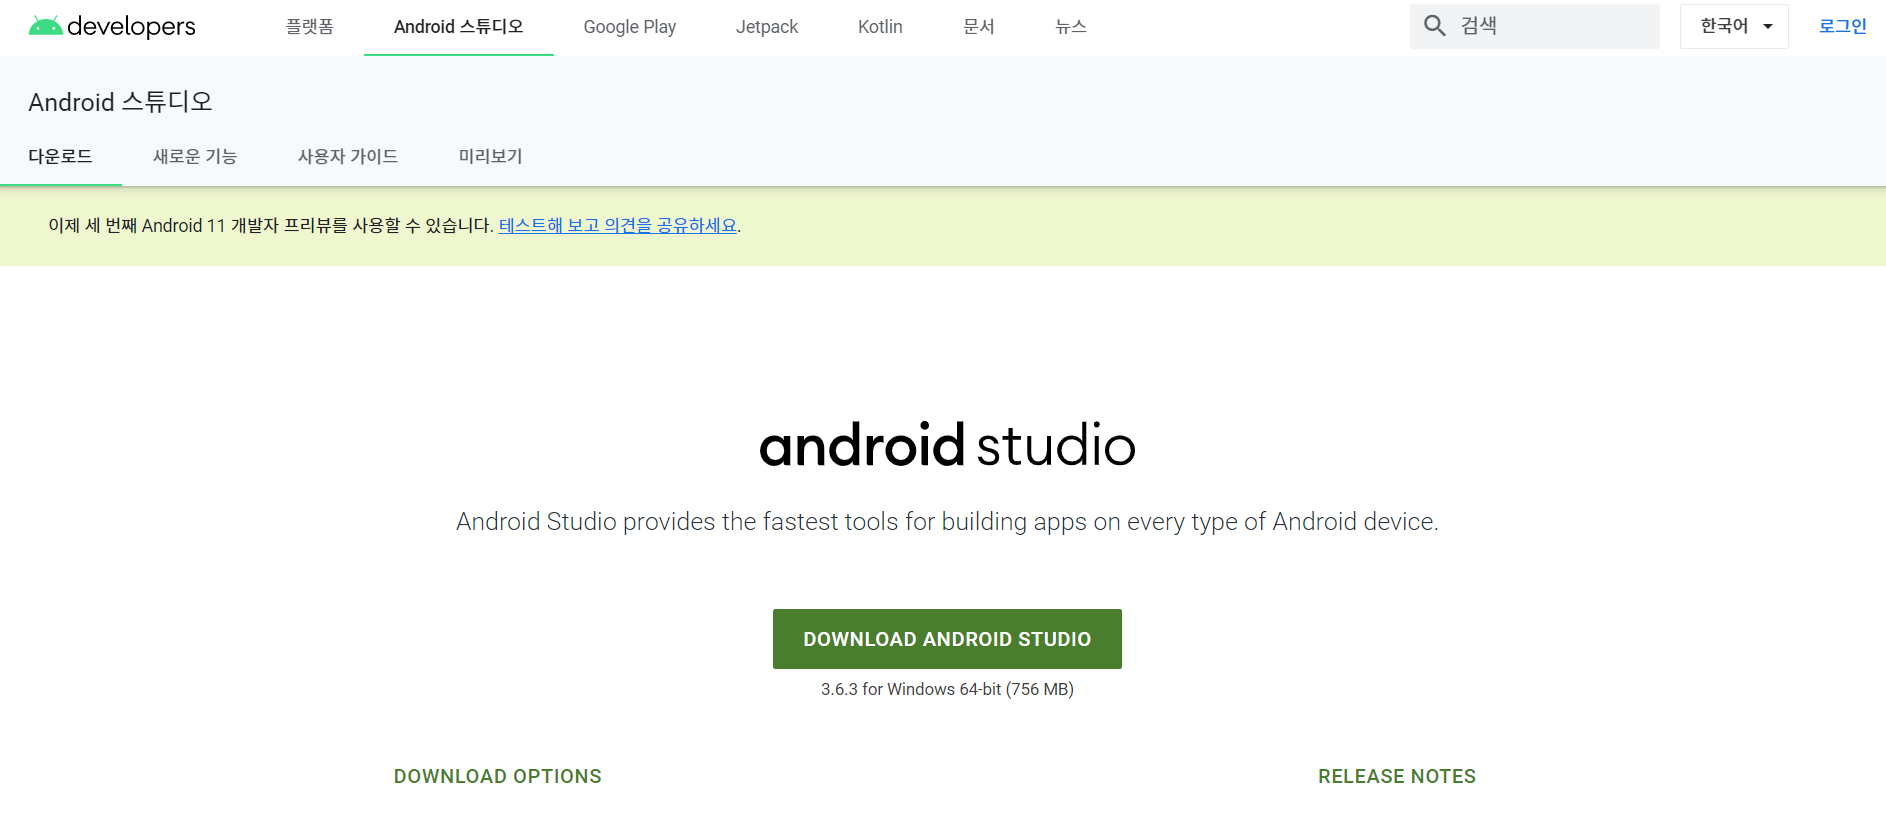 developers 플랫폼 Android 스튜디오 Google Play Jetpack Kotlin 문서 뉴스 검색 한국어 로그인
Android 스튜디오
다운로드 새로운 기능 사용자 가이드 미리보기
이제 세 번째 Android 11 개발자 프리뷰를 사용할 수 있습니다. 테스트해 보고 의견을 공유하세요.
android studio
Android Studio provides the fastest tools for building apps on every type of Android device.
DOWNLOAD ANDROID STUDIO
3.6.3 for Windows 64-bit (756 MB)
DOWNLOAD OPTIONS RELEASE NOTES